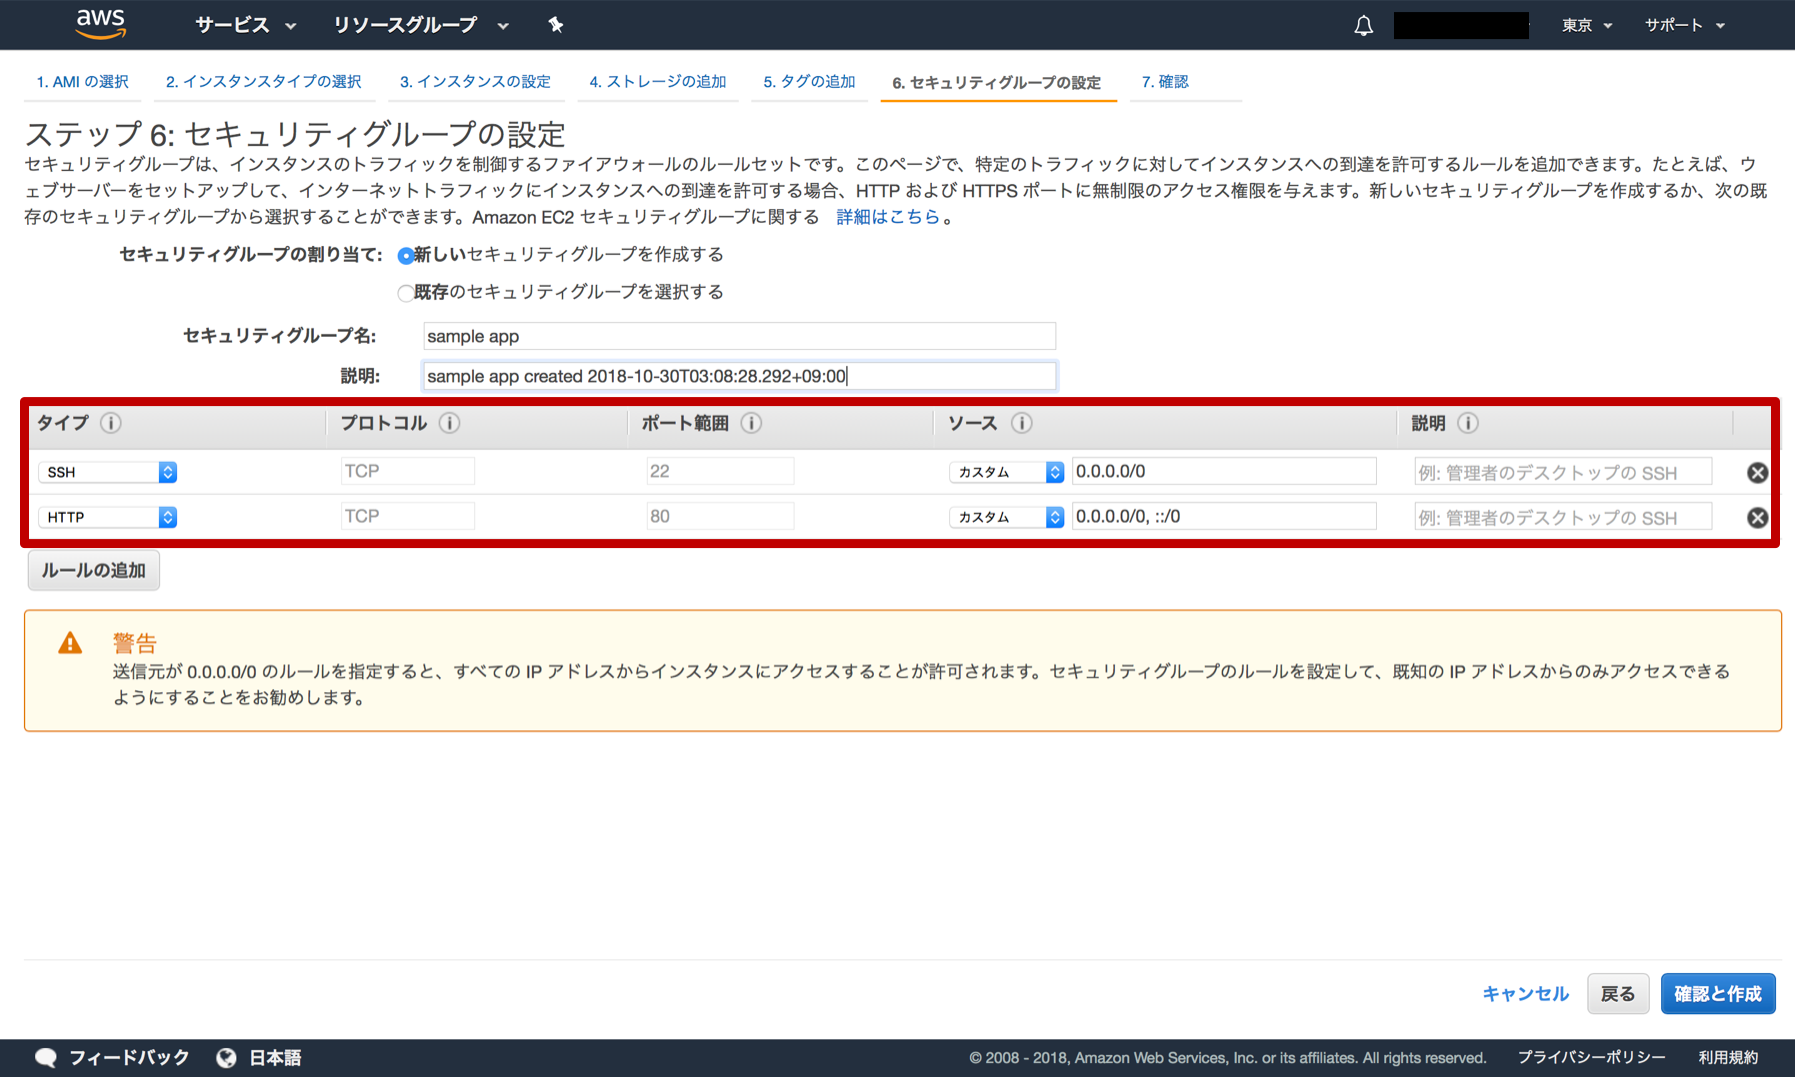 aws サービス リソースグループ 東京 サポート
1. AMI の選択 2. インスタンスタイプの選択 3. インスタンスの設定 4. ストレージの追加 5. タグの追加 6. セキュリティグループの設定 7. 確認
ステップ 6: セキュリティグループの設定
セキュリティグループは、インスタンスのトラフィックを制御するファイアウォールのルールセットです。このページで、特定のトラフィックに対してインスタンスへの到達を許可するルールを追加できます。たとえば、ウ
ェブサーバーをセットアップして、インターネットトラフィックにインスタンスへの到達を許可する場合、HTTP および HTTPS ポートに無制限のアクセス権限を与えます。新しいセキュリティグループを作成するか、次の既
存のセキュリティグループから選択することができます。Amazon EC2 セキュリティグループに関する 詳細はこちら。
セキュリティグループの割り当て: 新しいセキュリティグループを作成する
既存のセキュリティグループを選択する
セキュリティグループ名: sample app
説明: sample app created 2018-10-30T03:08:28.292+09:00
タイプ プロトコル ポート範囲 ソース 説明
SSH TCP 22 カスタム 0.0.0.0/0 例: 管理者のデスクトップの SSH
HTTP TCP 80 カスタム 0.0.0.0/0, ::/0 例: 管理者のデスクトップの SSH
ルールの追加
警告
送信元が 0.0.0.0/0 のルールを指定すると、すべての IP アドレスからインスタンスにアクセスすることが許可されます。セキュリティグループのルールを設定して、既知の IP アドレスからのみアクセスできる
ようにすることをお勧めします。
キャンセル 戻る 確認と作成
フィードバック 日本語 © 2008 - 2018, Amazon Web Services, Inc. or its affiliates. All rights reserved. プライバシーポリシー 利用規約